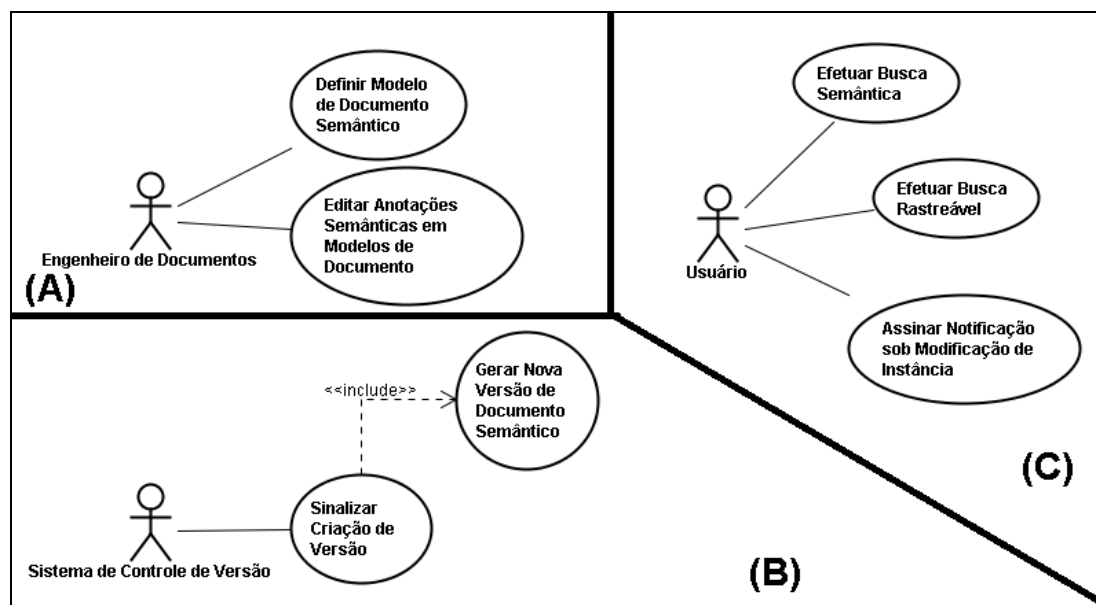 Definir Modelo
de Documento
Semântico
Editar Anotações
Semânticas em
Modelos de
Documento
Engenheiro de Documentos
(A)
Efetuar Busca
Semântica
Efetuar Busca
Rastreável
Usuário
Assinar Notificação
sob Modificação de
Instância
(C)
Gerar Nova
Versão de
Documento
Semântico
<<include>>
Sinalizar
Criação de
Versão
Sistema de Controle de Versão
(B)